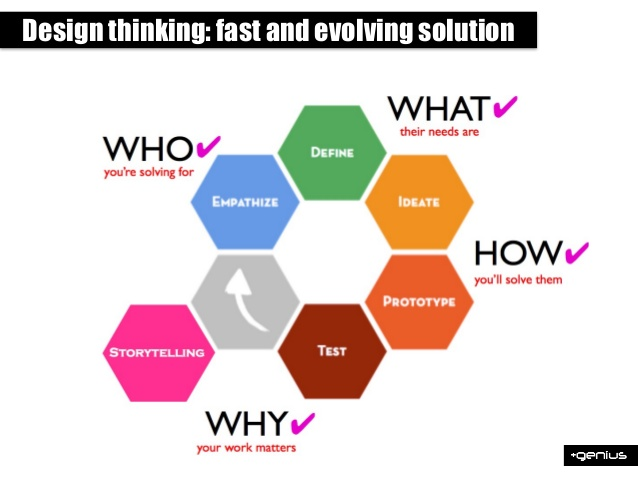 Design thinking: fast and evolving solution
WHAT✔
their needs are
WHO✔
you're solving for
DEFINE
EMPATHIZE
IDEATE
HOW✔
you'll solve them
PROTOTYPE
STORYTELLING
TEST
WHY✔
your work matters
+genius